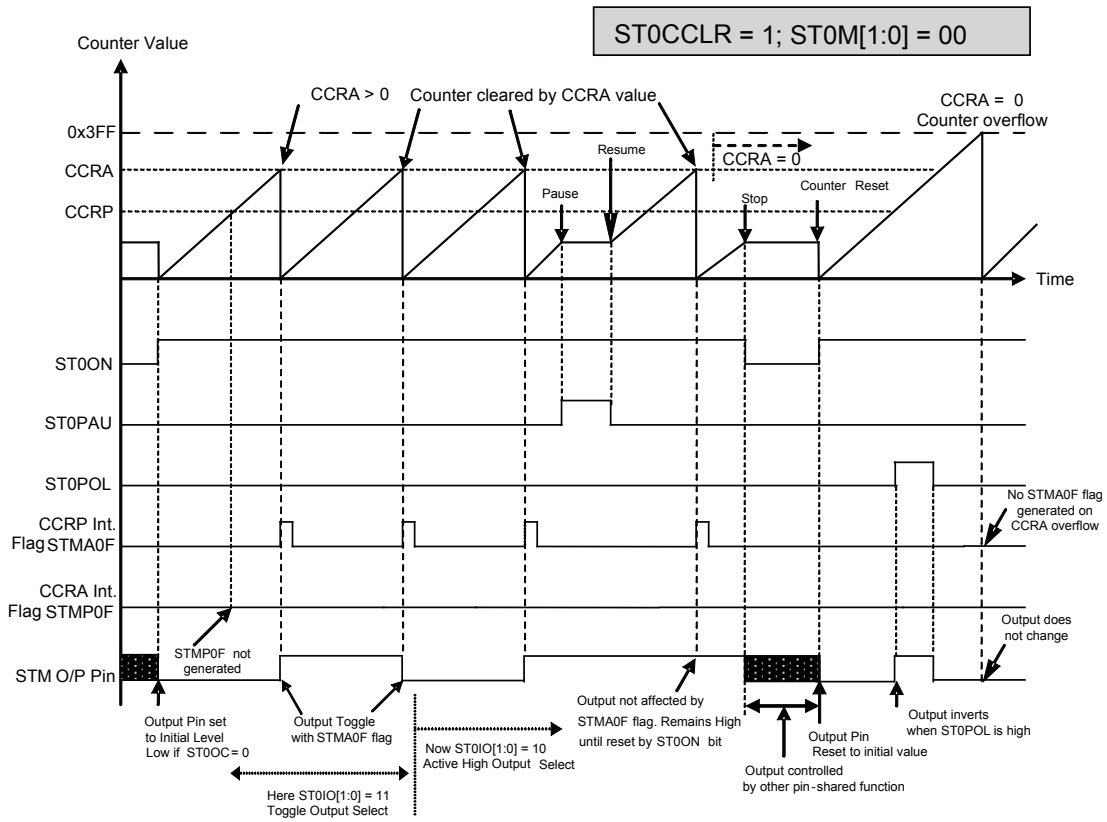 ST0CCLR = 1; ST0M[1:0] = 00
Counter Value
CCRA > 0
Counter cleared by CCRA value
CCRA = 0
Counter overflow
0x3FF
CCRA
CCRP
Resume
CCRA = 0
Pause
Stop
Counter Reset
Time
ST0ON
ST0PAU
ST0POL
No STMA0F flag
generated on
CCRA overflow
CCRP Int.
Flag STMA0F
CCRA Int.
Flag STMP0F
STMP0F not
generated
Output does
not change
STM O/P Pin
Output Pin set
to Initial Level
Low if ST0OC=0
Output Toggle
with STMA0F flag
Now ST0IO[1:0] = 10
Active High Output Select
Output not affected by
STMA0F flag. Remains High
until reset by ST0ON bit
Output Pin
Reset to initial value
Output inverts
when ST0POL is high
Output controlled
by other pin-shared function
Here ST0IO[1:0] = 11
Toggle Output Select